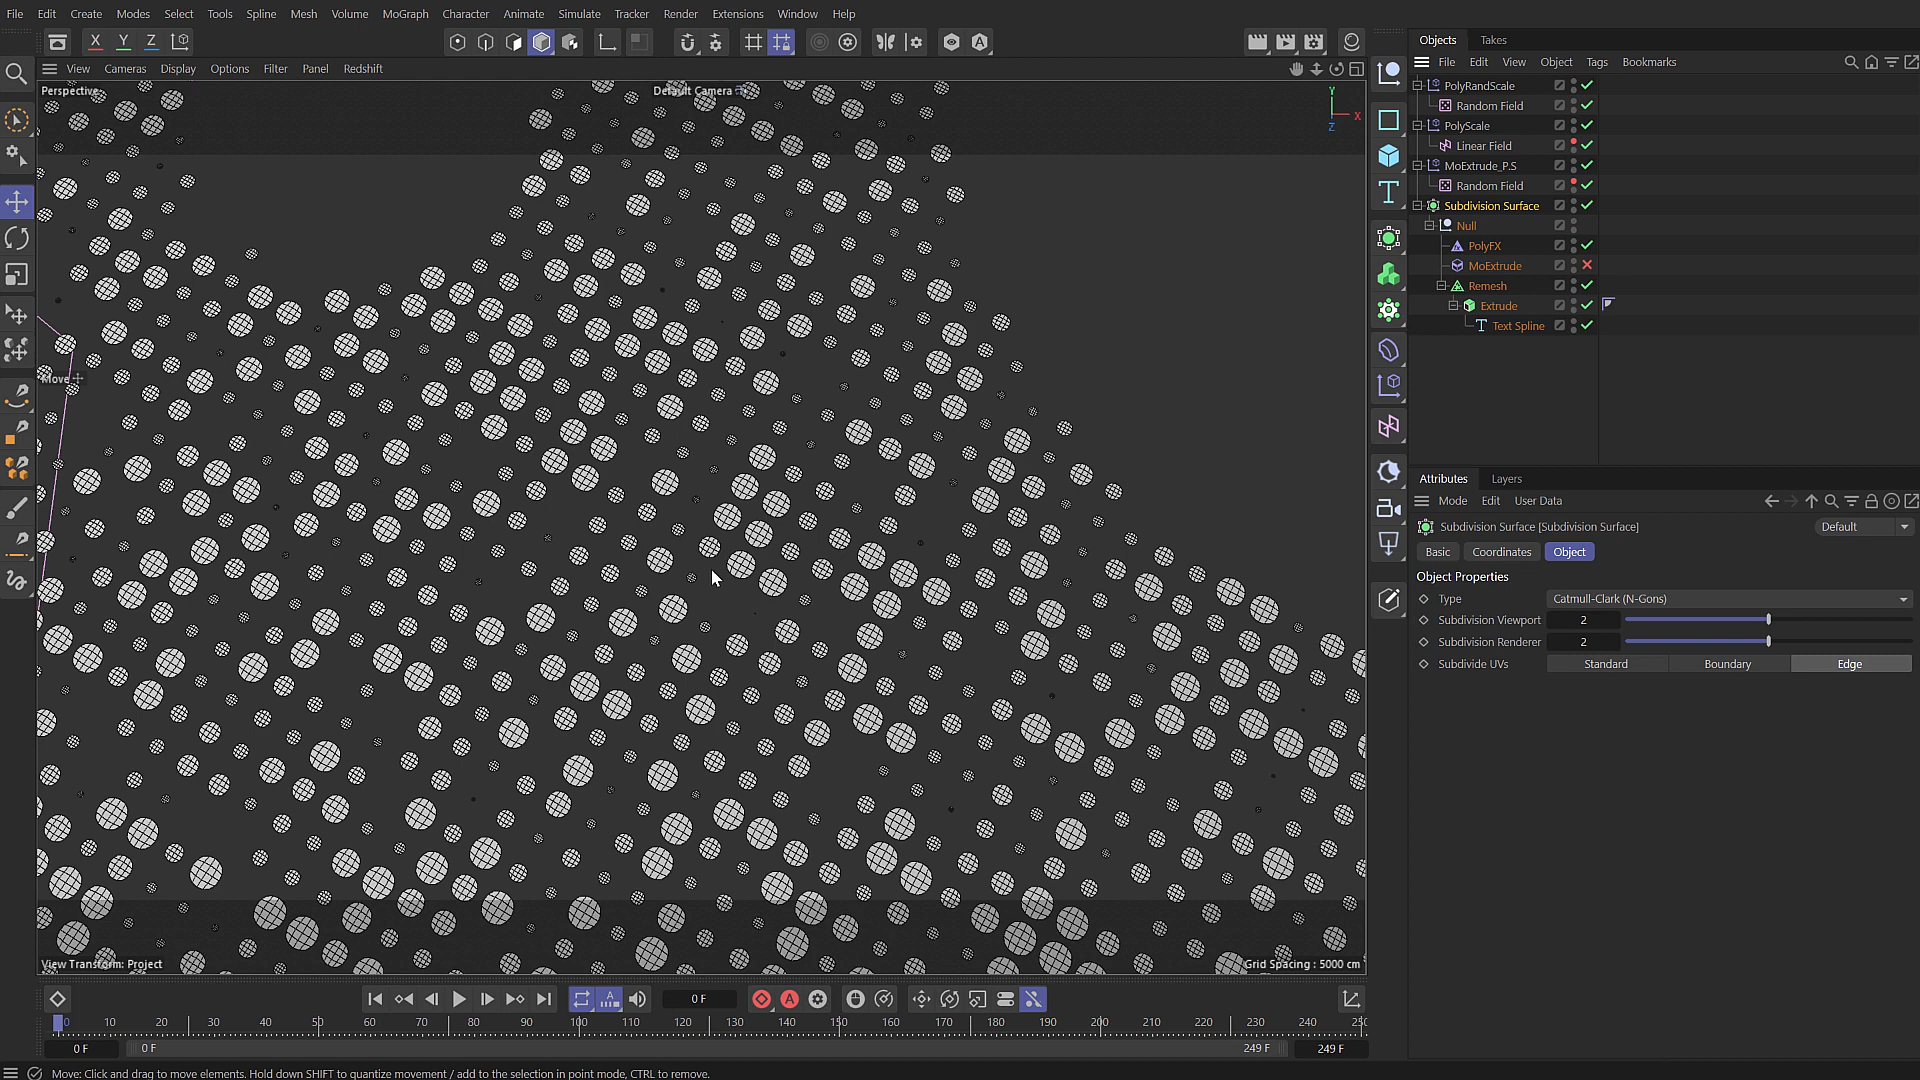 File Edit Create Modes Select Tools Spline Mesh Volume MoGraph Character Animate Simulate Tracker Render Extensions Window Help
X Y Z
View Cameras Display Options Filter Panel Redshift
Perspective
Default Camera
Y
X
Z
Move
View Transform: Project
Grid Spacing : 5000 cm
Objects Takes
File Edit View Object Tags Bookmarks
PolyRandScale
Random Field
PolyScale
Linear Field
MoExtrude_P.S
Random Field
Subdivision Surface
Null
PolyFX
MoExtrude
Remesh
Extrude
Text Spline
Attributes Layers
Mode Edit User Data
Subdivision Surface [Subdivision Surface]
Default
Basic Coordinates Object
Object Properties
Type Catmull-Clark (N-Gons)
Subdivision Viewport 2
Subdivision Renderer 2
Subdivide UVs Standard Boundary Edge
0 F
0 10 20 30 40 50 60 70 80 90 100 110 120 130 140 150 160 170 180 190 200 210 220 230 240 250
0 F 0 F 249 F 249 F
Move: Click and drag to move elements. Hold down SHIFT to quantize movement / add to the selection in point mode, CTRL to remove.